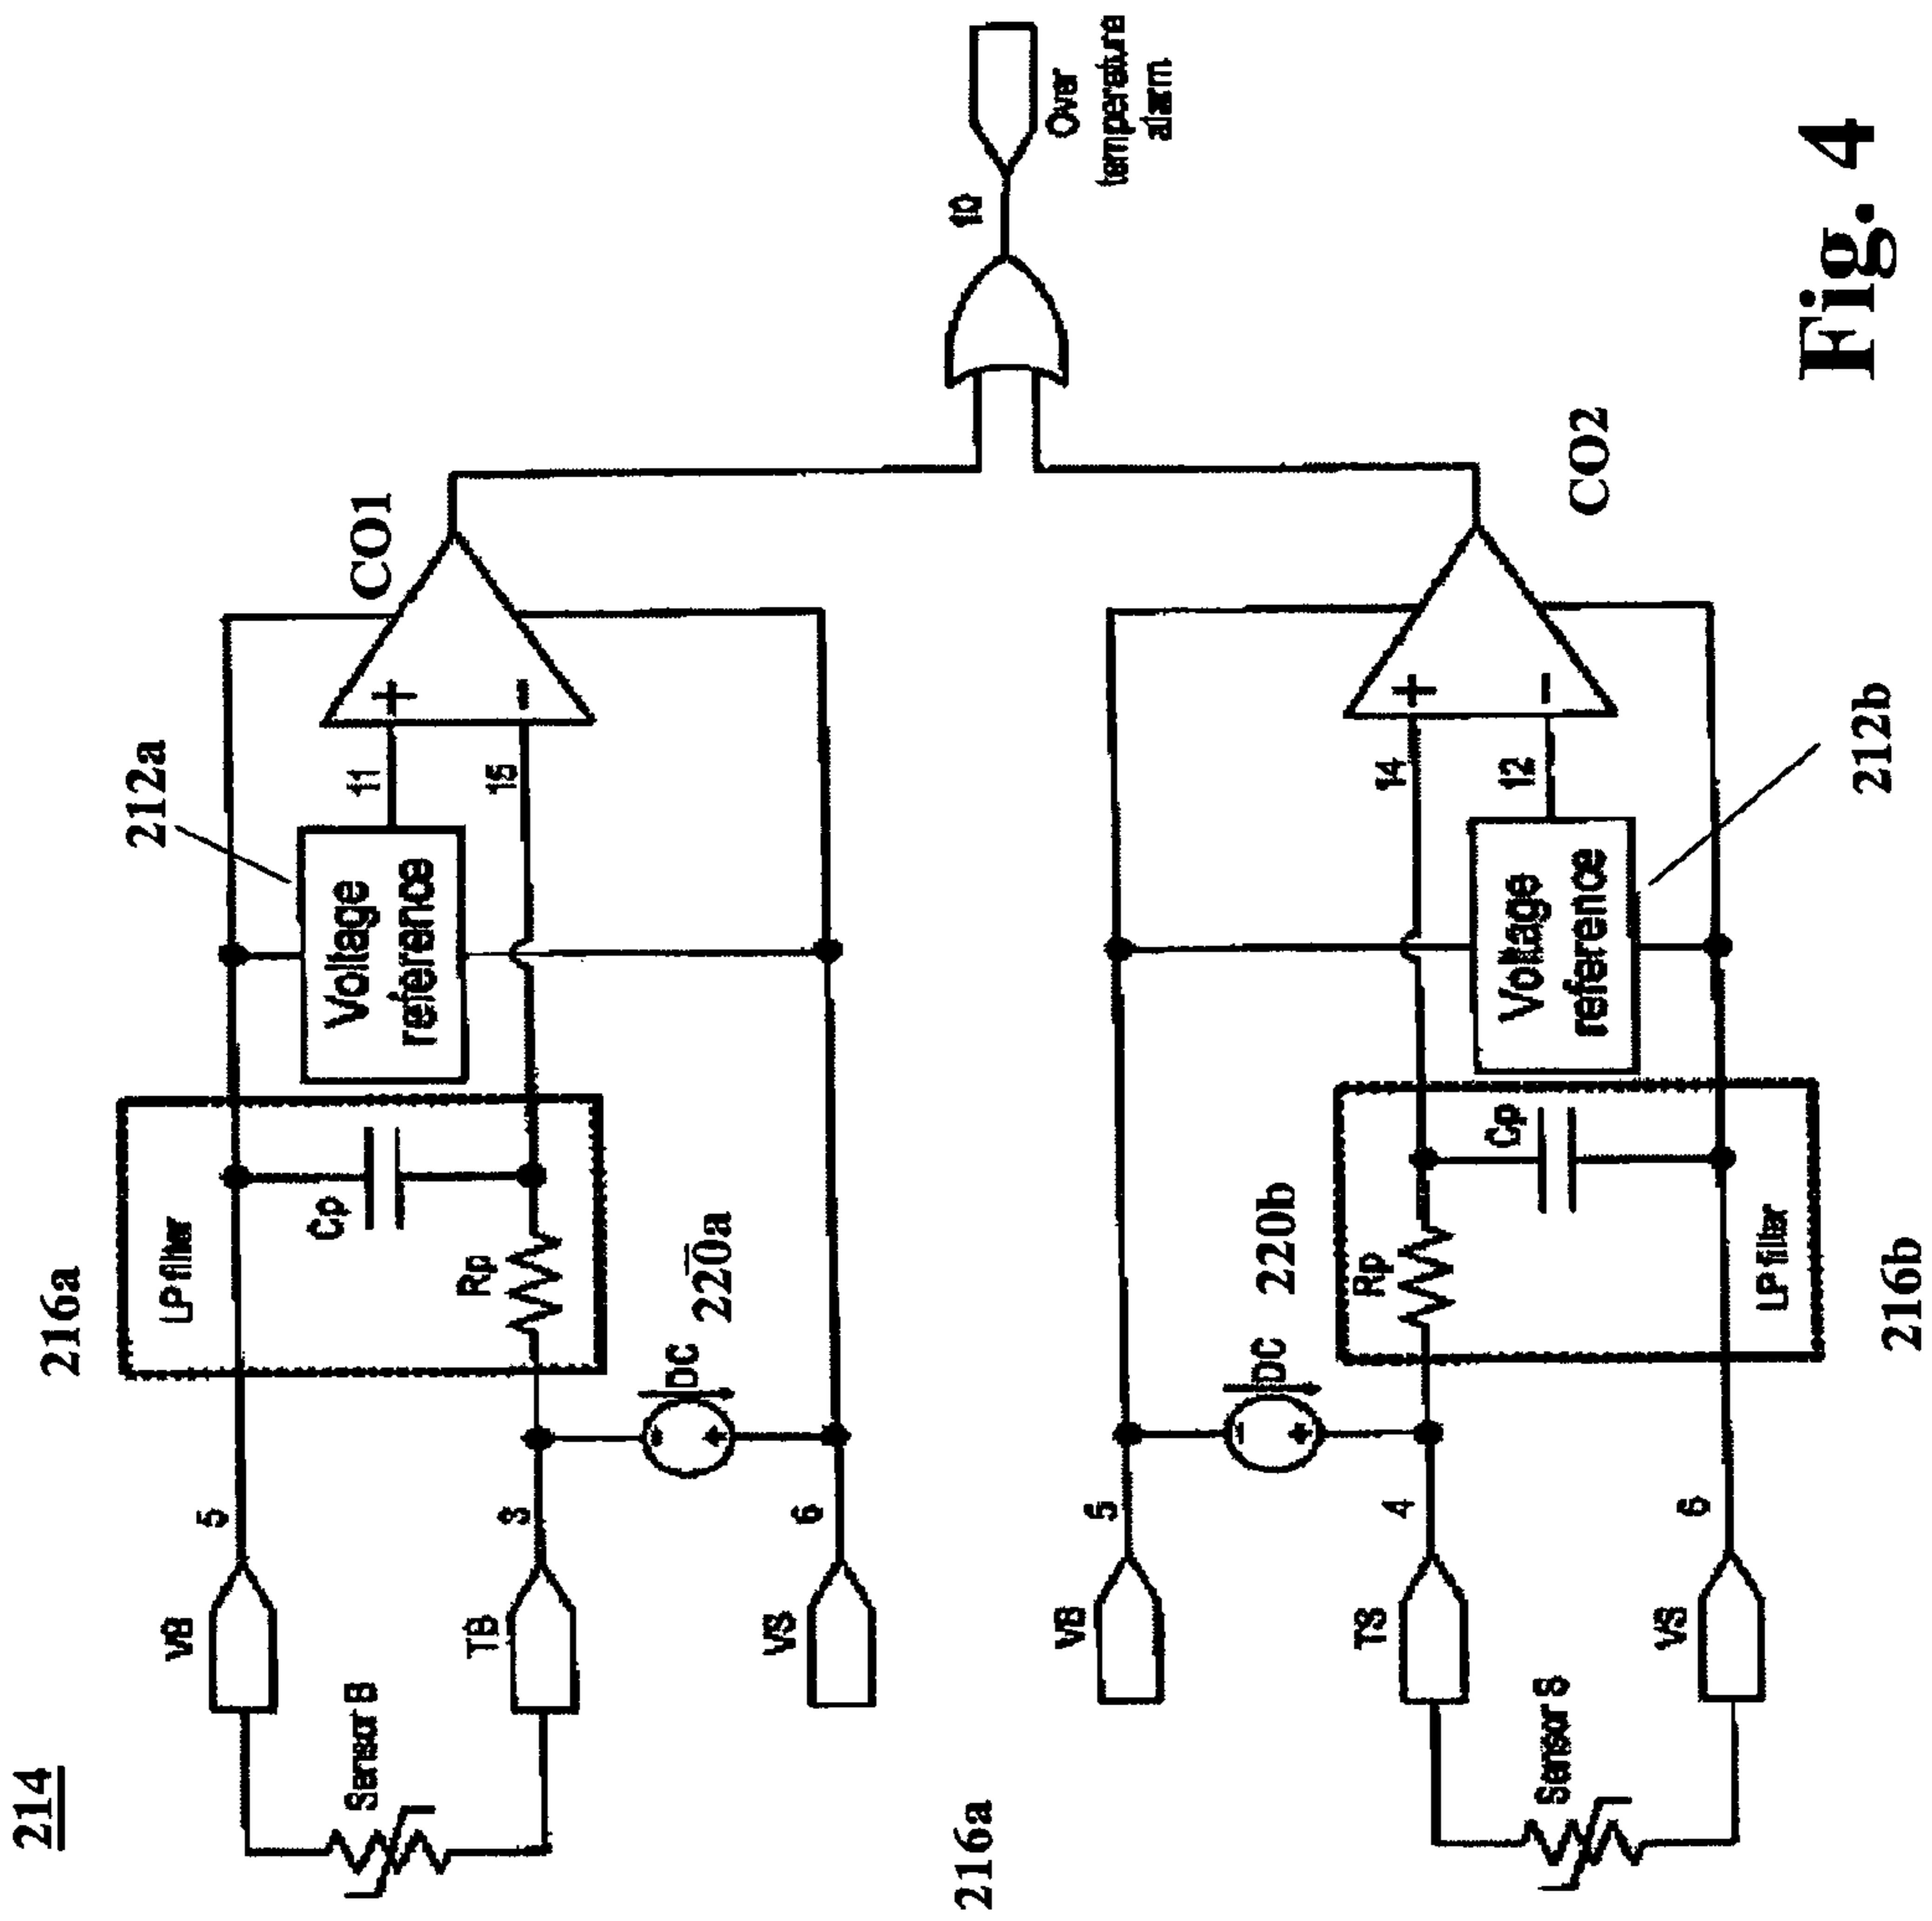 214
216a
212a
CO1
LP filter
Cp
Rp
Voltage
reference
11
15
VB
5
Sensor B
TB
3
DC
220a
VS
6
10
Over
temperature
alarm
216a
VB
5
DC
220b
TS
4
Rp
Cp
14
12
Voltage
reference
CO2
Sensor S
VS
6
LP filter
216b
212b
Fig. 4